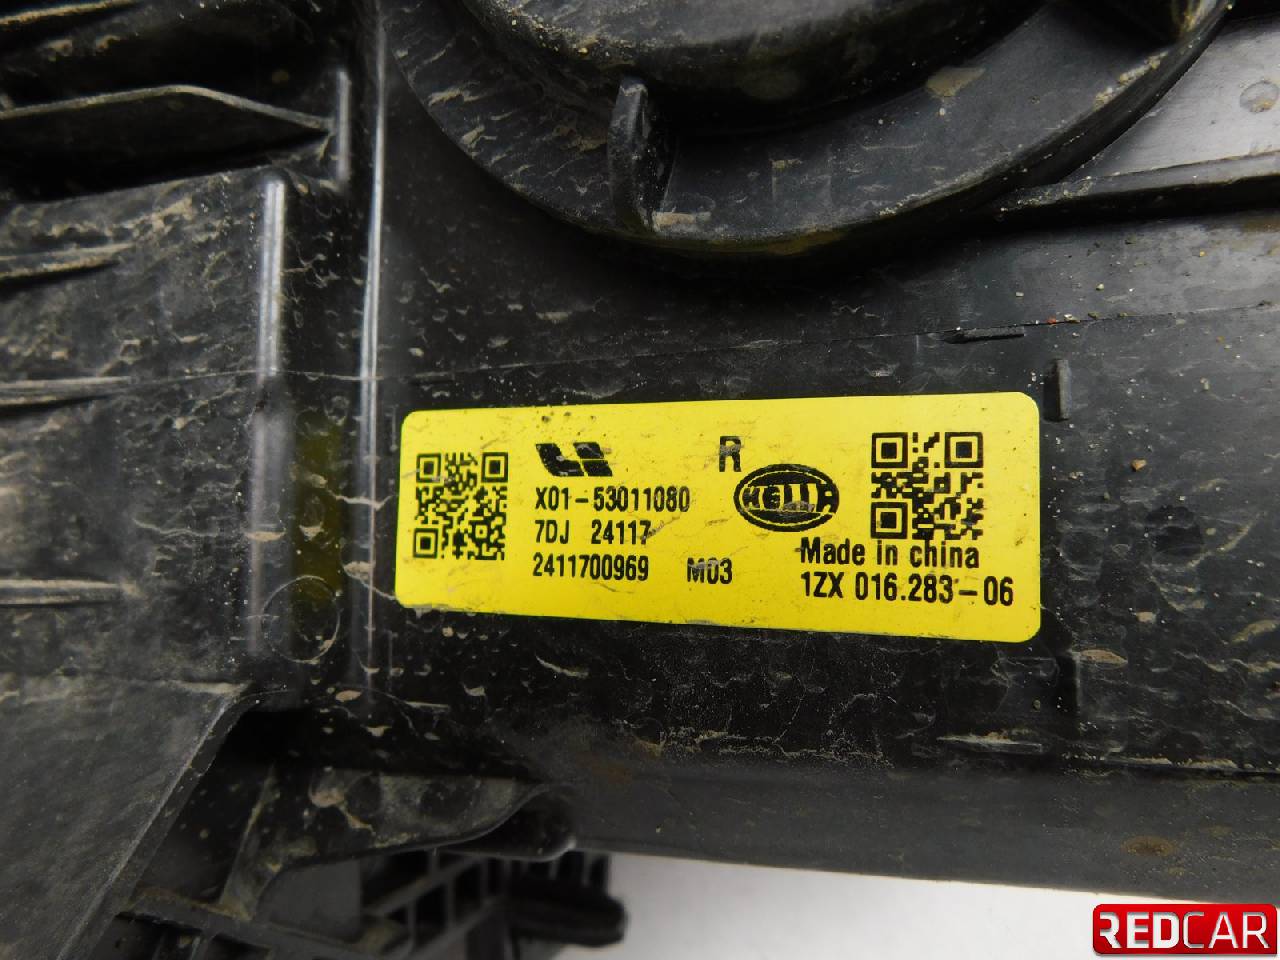 R
X01-53011080
HELLA
7DJ 24117
Made in china
2411700969 M03
1ZX 016.283-06
REDCAR